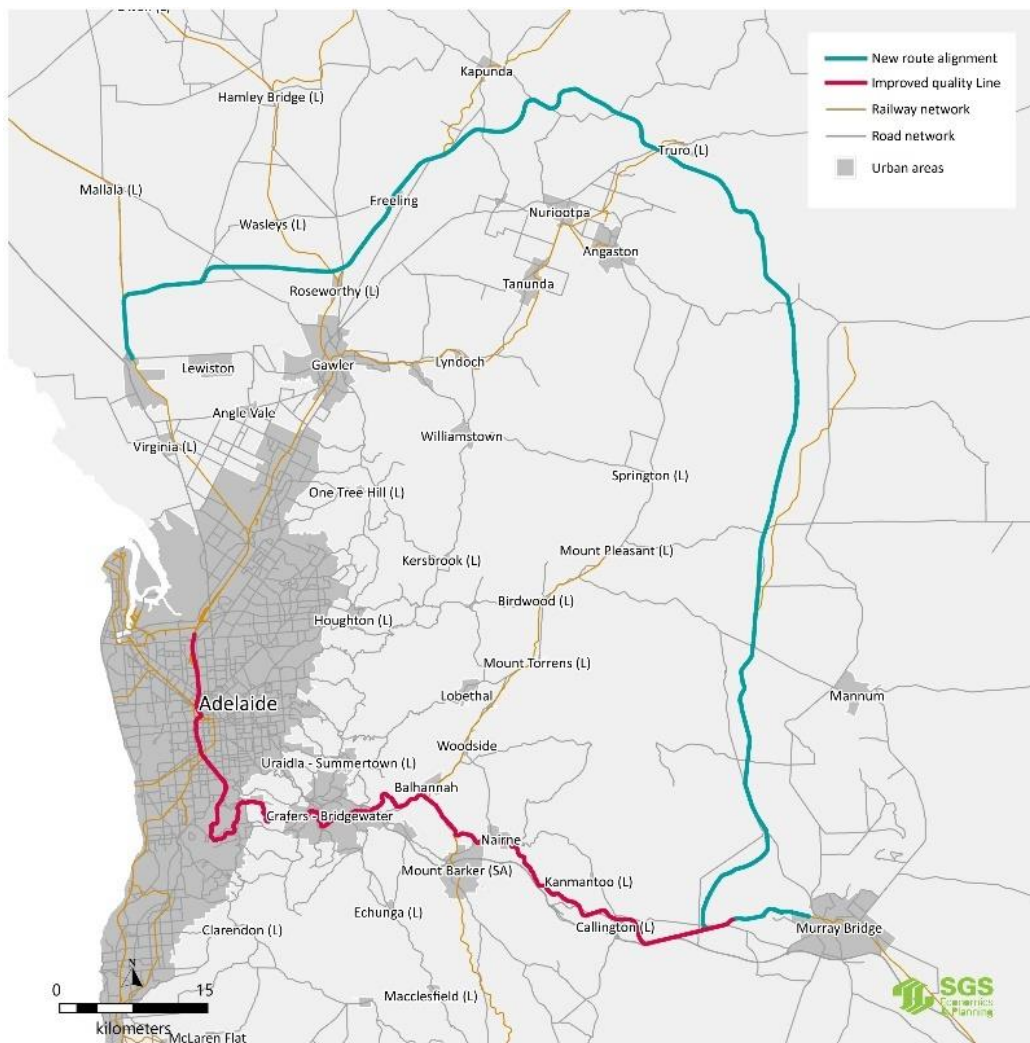 Kapunda
New route alignment
Improved quality Line
Hamley Bridge (L)
Railway network
Road network
Truro (L)
Urban areas
Mallala (L)
Freeling
Nuriootpa
Wasleys (L)
Angaston
Tanunda
Roseworthy (L)
Lewiston
Gawler
Lyndoch
Angle Vale
Virginia (L)
Williamstown
Springton (L)
One Tree Hill (L)
Mount Pleasant (L)
Kersbrook (L)
Birdwood (L)
Houghton (L)
Mount Torrens (L)
Lobethal
Mannum
Adelaide
Woodside
Uraidla - Summertown (L)
Balhannah
Crafers - Bridgewater
Nairne
Mount Barker (SA)
Kanmantoo (L)
Echunga (L)
Callington (L)
Murray Bridge
Clarendon (L)
N
0 15
kilometers
Macclesfield (L)
SGS
Economics
& Planning
McLaren Flat